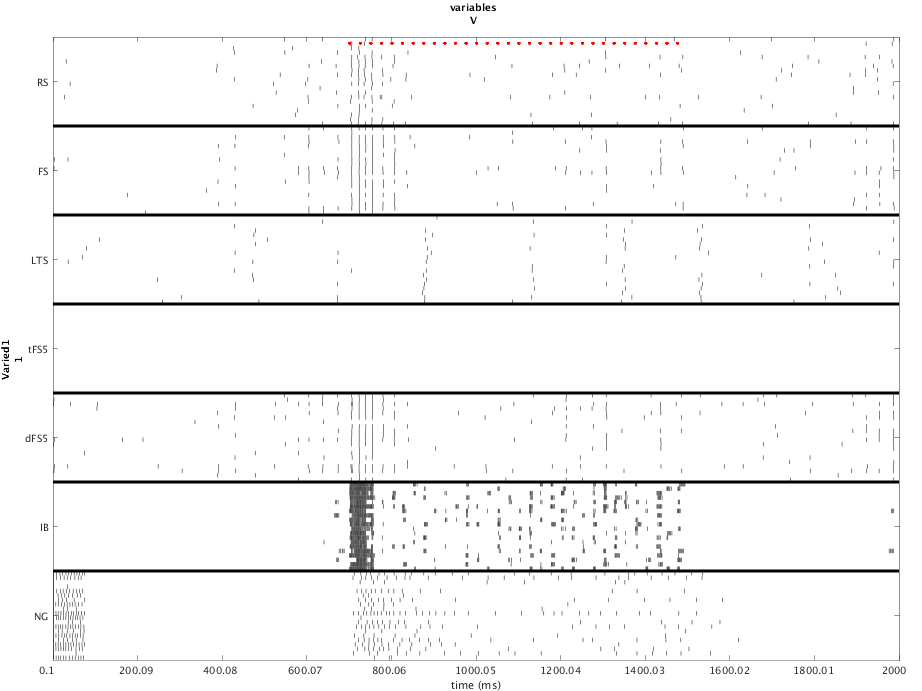 variables
V
RS
FS
LTS
tFS5
dFS5
IB
NG
Varied1
1
0.1 200.09 400.08 600.07 800.06 1000.05 1200.04 1400.03 1600.02 1800.01
time (ms)